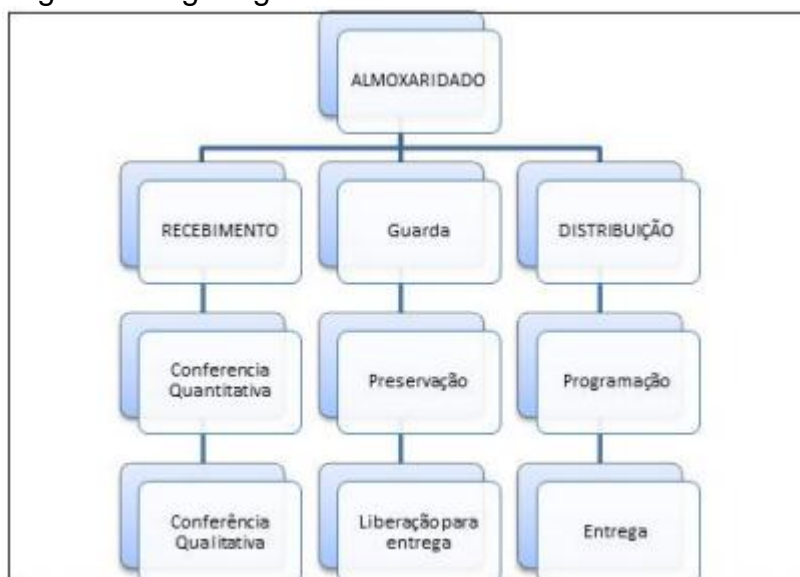 ALMOXARIDADO
RECEBIMENTO
Guarda
DISTRIBUIÇÃO
Conferencia
Quantitativa
Preservação
Programação
Conferência
Qualitativa
Liberação para
entrega
Entrega